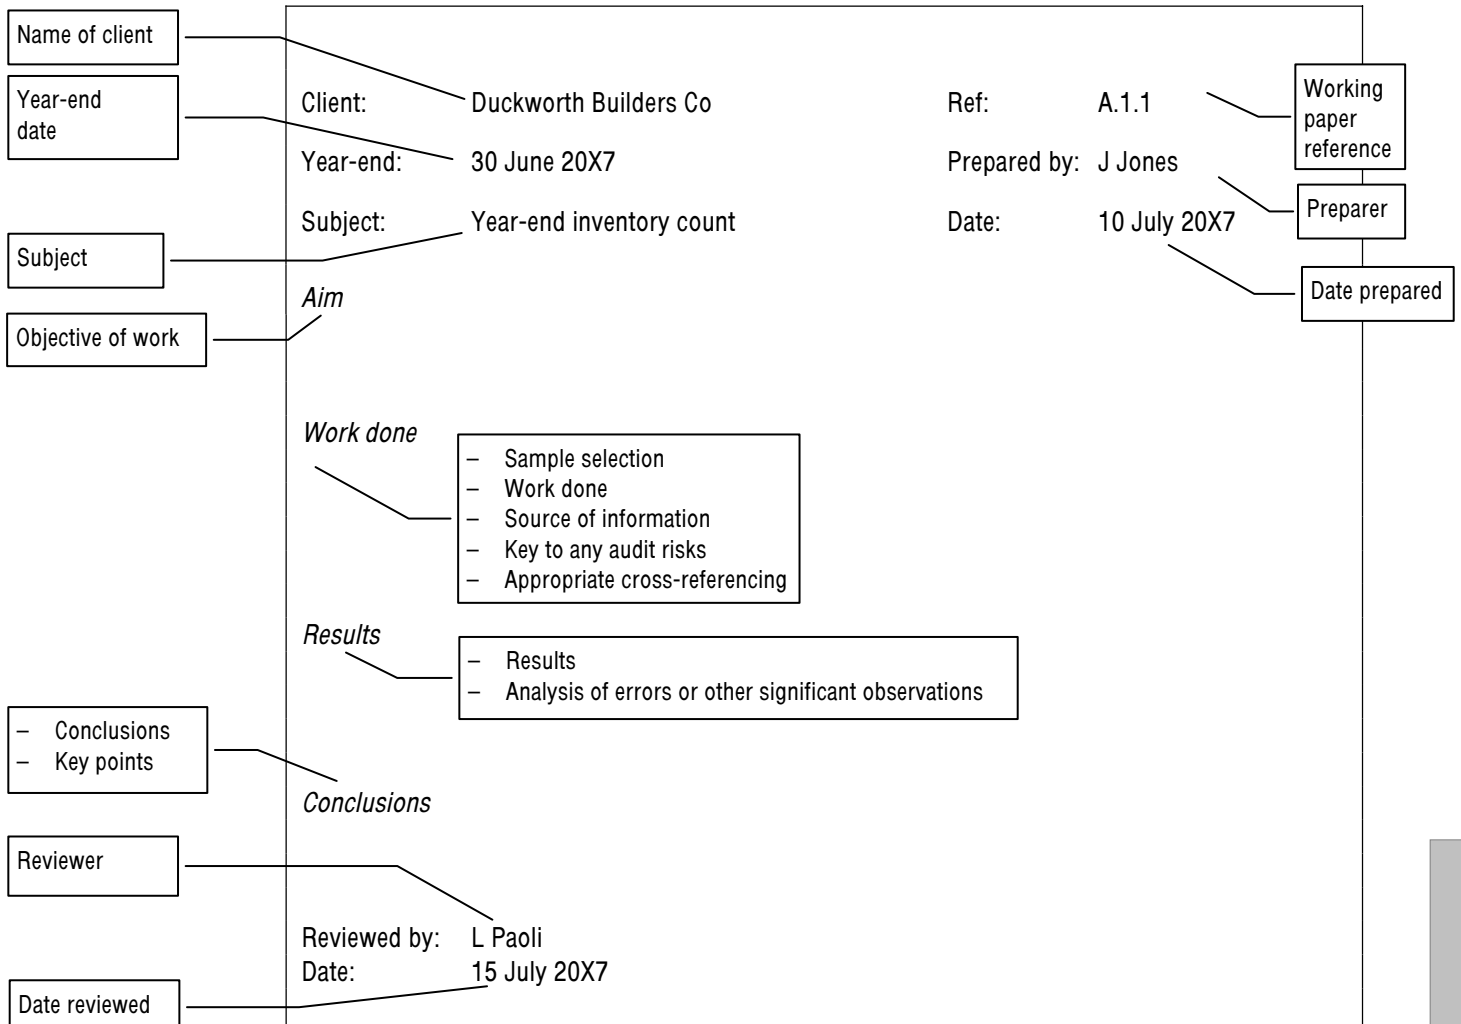 Name of client
Year-end
date
Client: Duckworth Builders Co Ref: A.1.1
Working
paper
reference
Year-end: 30 June 20X7 Prepared by: J Jones
Preparer
Subject: Year-end inventory count Date: 10 July 20X7
Subject
Date prepared
Aim
Objective of work
Work done
– Sample selection
– Work done
– Source of information
– Key to any audit risks
– Appropriate cross-referencing
Results
– Results
– Analysis of errors or other significant observations
– Conclusions
– Key points
Conclusions
Reviewer
Reviewed by: L Paoli
Date: 15 July 20X7
Date reviewed